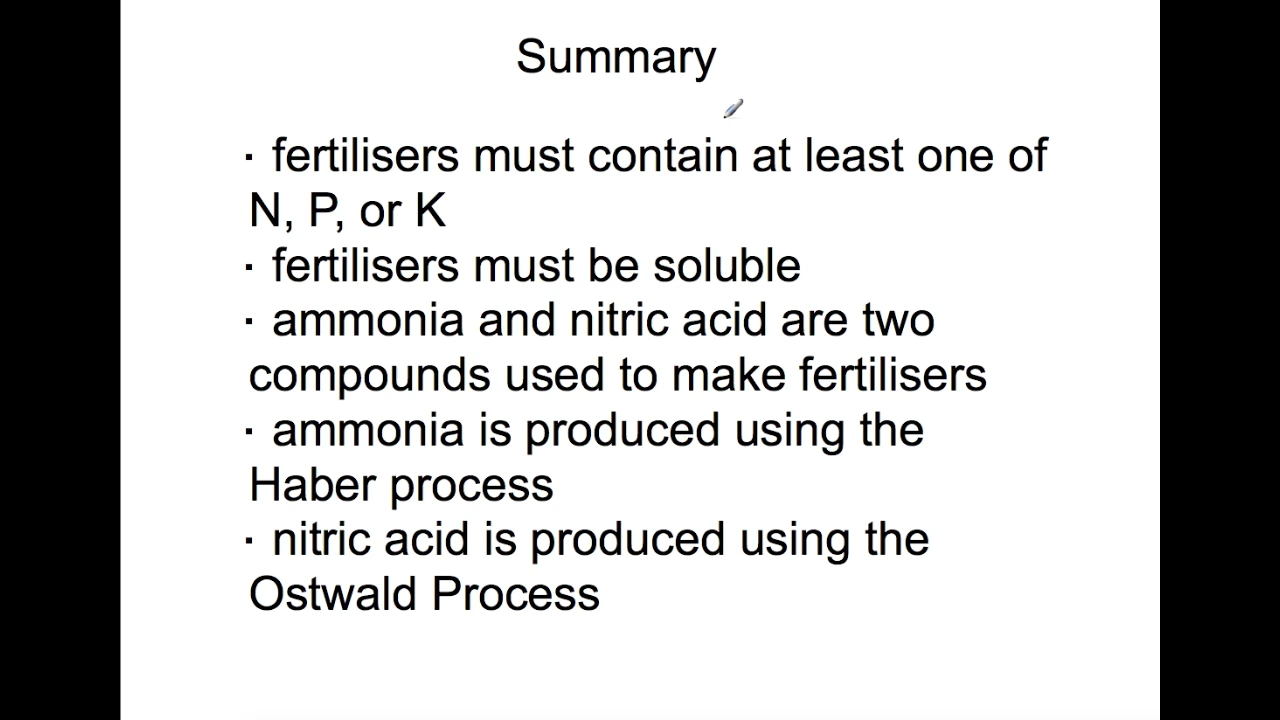 Summary
· fertilisers must contain at least one of
N, P, or K
· fertilisers must be soluble
· ammonia and nitric acid are two
compounds used to make fertilisers
· ammonia is produced using the
Haber process
· nitric acid is produced using the
Ostwald Process